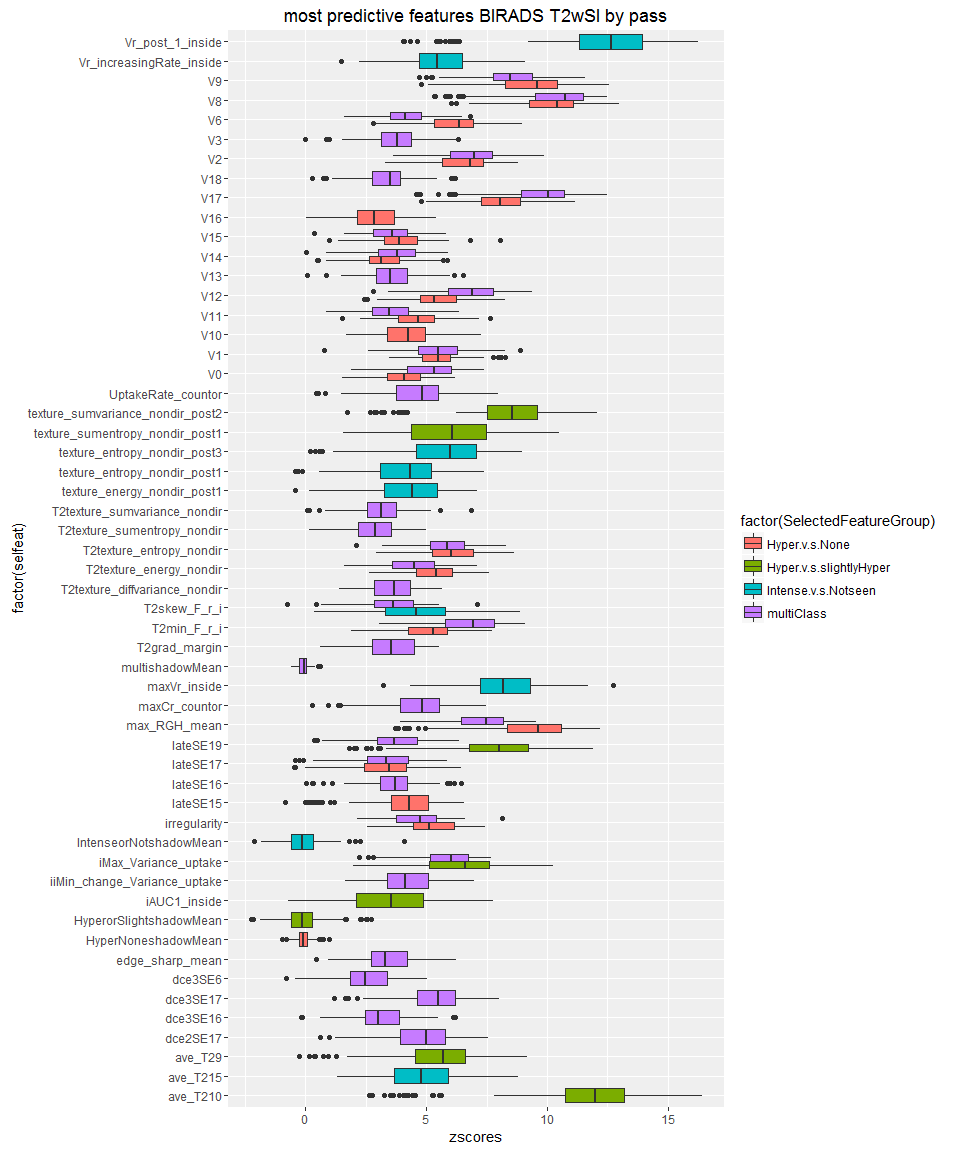 most predictive features BIRADS T2wSI by pass
Vr_post_1_inside
Vr_increasingRate_inside
V9
V8
V6
V3
V2
V18
V17
V16
V15
V14
V13
V12
V11
V10
V1
V0
UptakeRate_countor
texture_sumvariance_nondir_post2
texture_sumentropy_nondir_post1
texture_entropy_nondir_post3
texture_entropy_nondir_post1
texture_energy_nondir_post1
T2texture_sumvariance_nondir
T2texture_sumentropy_nondir
T2texture_entropy_nondir
T2texture_energy_nondir
T2texture_diffvariance_nondir
T2skew_F_r_i
T2min_F_r_i
T2grad_margin
multishadowMean
maxVr_inside
maxCr_countor
max_RGH_mean
lateSE19
lateSE17
lateSE16
lateSE15
irregularity
IntenseorNotshadowMean
iMax_Variance_uptake
iiMin_change_Variance_uptake
iAUC1_inside
HyperorSlightshadowMean
HyperNoneshadowMean
edge_sharp_mean
dce3SE6
dce3SE17
dce3SE16
dce2SE17
ave_T29
ave_T215
ave_T210
factor(selfeat)
0 5 10 15
zscores
factor(SelectedFeatureGroup)
Hyper.v.s.None
Hyper.v.s.slightlyHyper
Intense.v.s.Notseen
multiClass